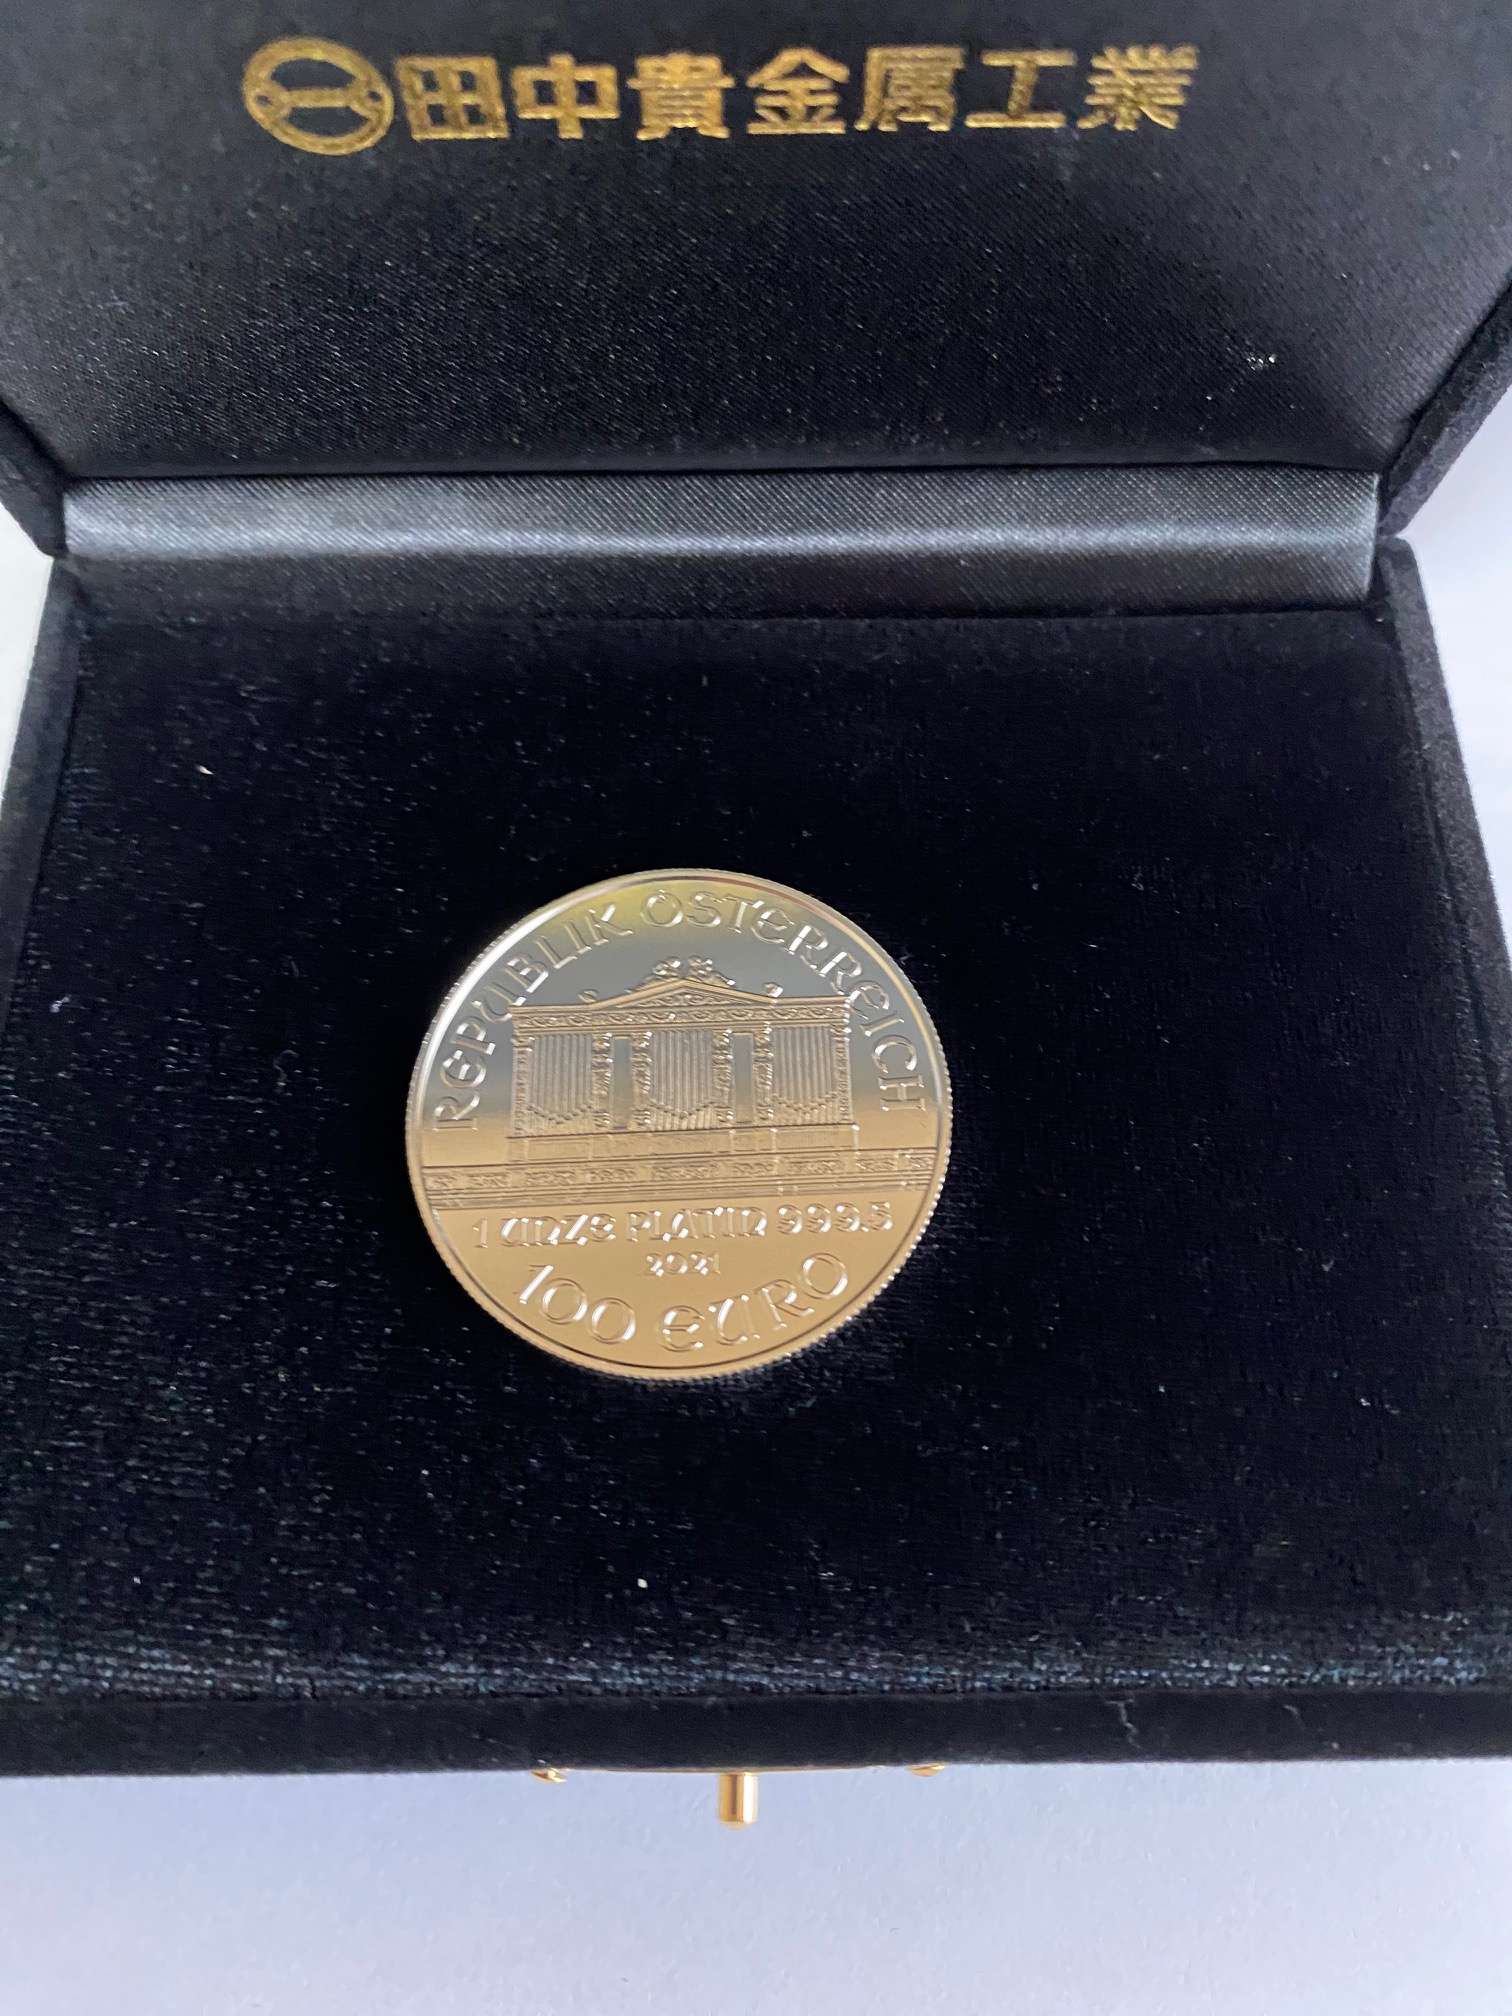 田中貴金属工業
REPUBLIK ÖSTERREICH
1 UNZE PLATIN 999.5
2021
100 EURO